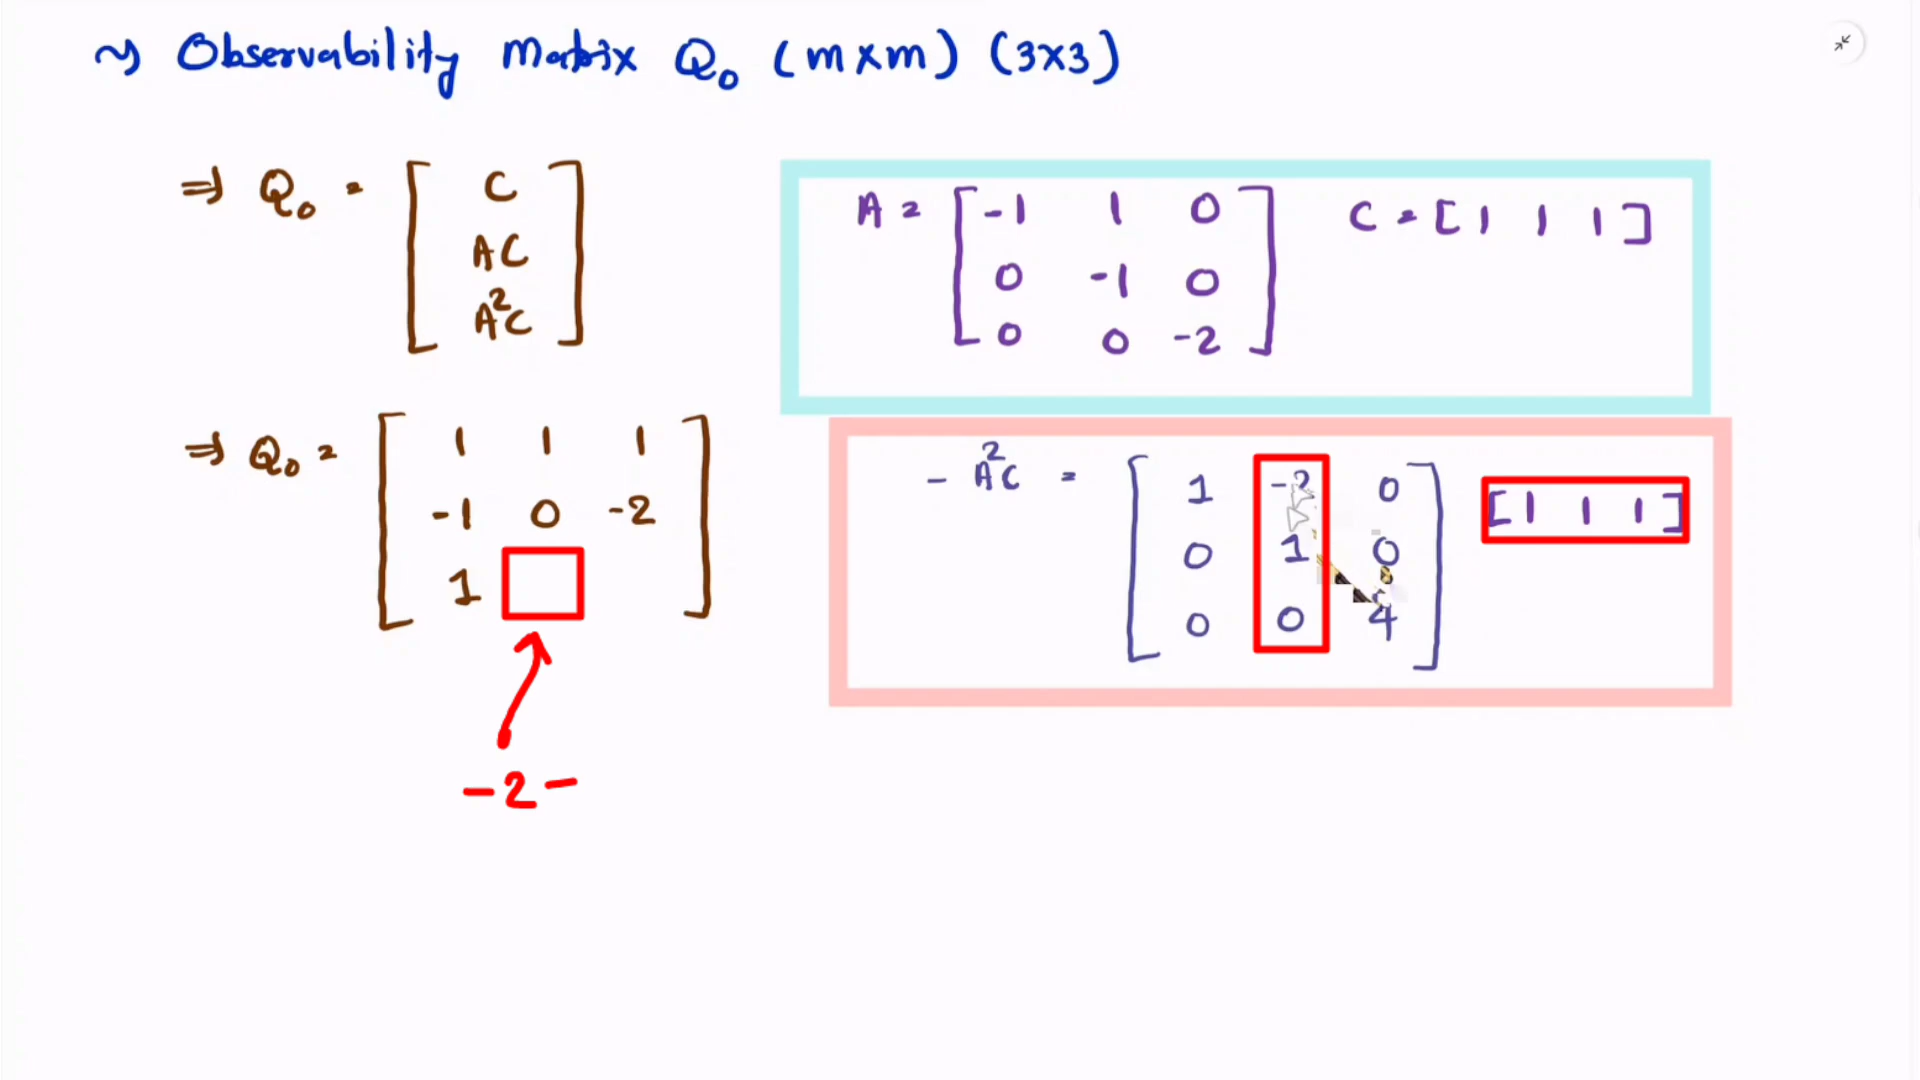 ~ Observability Matrix Q₀ (m×m) (3×3)
⇒ Q₀ = [ C
AC
A²C ]
A = [ -1 1 0
0 -1 0
0 0 -2 ]
C = [ 1 1 1 ]
⇒ Q₀ = [ 1 1 1
-1 0 -2
1 ]
-2-
- A²C = [ 1 -2 0
0 1 0
0 0 4 ] [ 1 1 1 ]